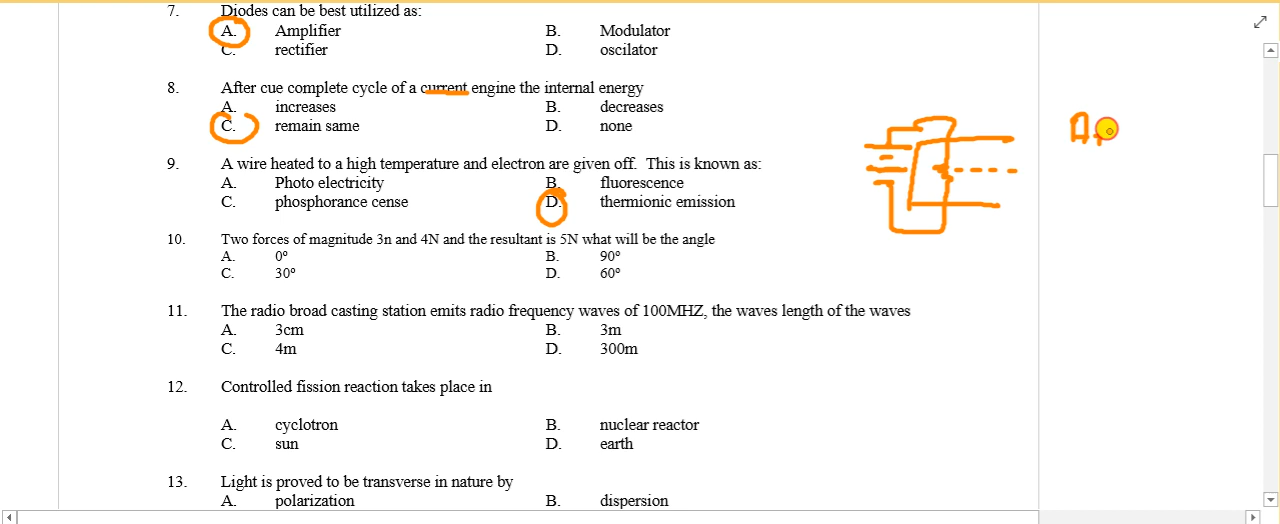 7. Diodes can be best utilized as:
A. Amplifier B. Modulator
C. rectifier D. oscilator
8. After cue complete cycle of a current engine the internal energy
A. increases B. decreases
C. remain same D. none
9. A wire heated to a high temperature and electron are given off. This is known as:
A. Photo electricity B. fluorescence
C. phosphorance cense D. thermionic emission
10. Two forces of magnitude 3n and 4N and the resultant is 5N what will be the angle
A. 0° B. 90°
C. 30° D. 60°
11. The radio broad casting station emits radio frequency waves of 100MHZ, the waves length of the waves
A. 3cm B. 3m
C. 4m D. 300m
12. Controlled fission reaction takes place in
A. cyclotron B. nuclear reactor
C. sun D. earth
13. Light is proved to be transverse in nature by
A. polarization B. dispersion